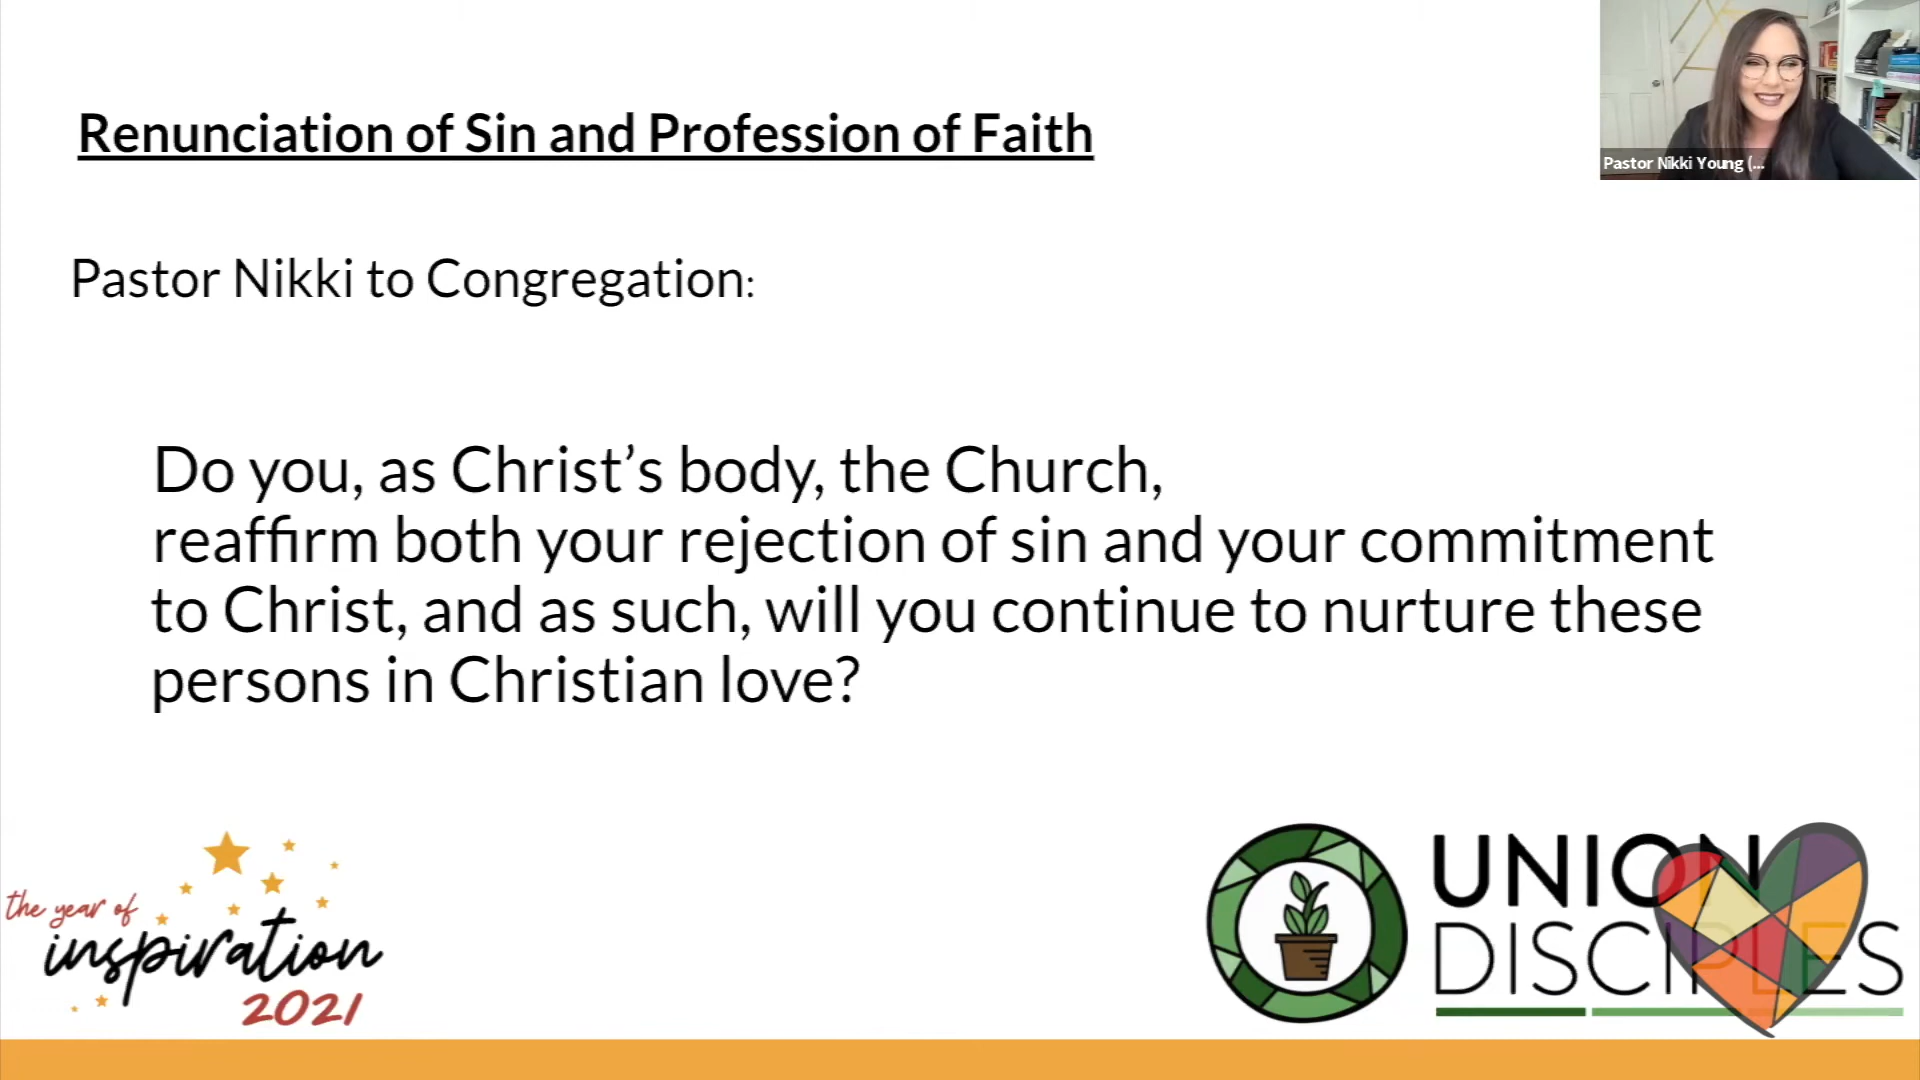 Renunciation of Sin and Profession of Faith
Pastor Nikki Young (...
Pastor Nikki to Congregation:
Do you, as Christ’s body, the Church,
reaffirm both your rejection of sin and your commitment
to Christ, and as such, will you continue to nurture these
persons in Christian love?
the year of
inspiration
2021
UNION
DISCIPLES